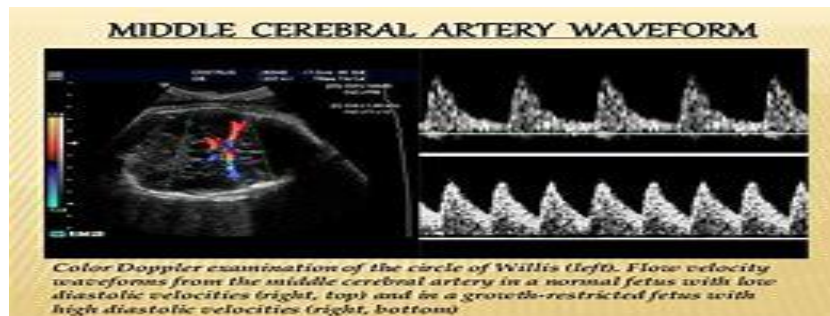 MIDDLE CEREBRAL ARTERY WAVEFORM
Color Doppler examination of the circle of Willis (left). Flow velocity
waveforms from the middle cerebral artery in a normal fetus with low
diastolic velocities (right, top) and in a growth-restricted fetus with
high diastolic velocities (right, bottom)